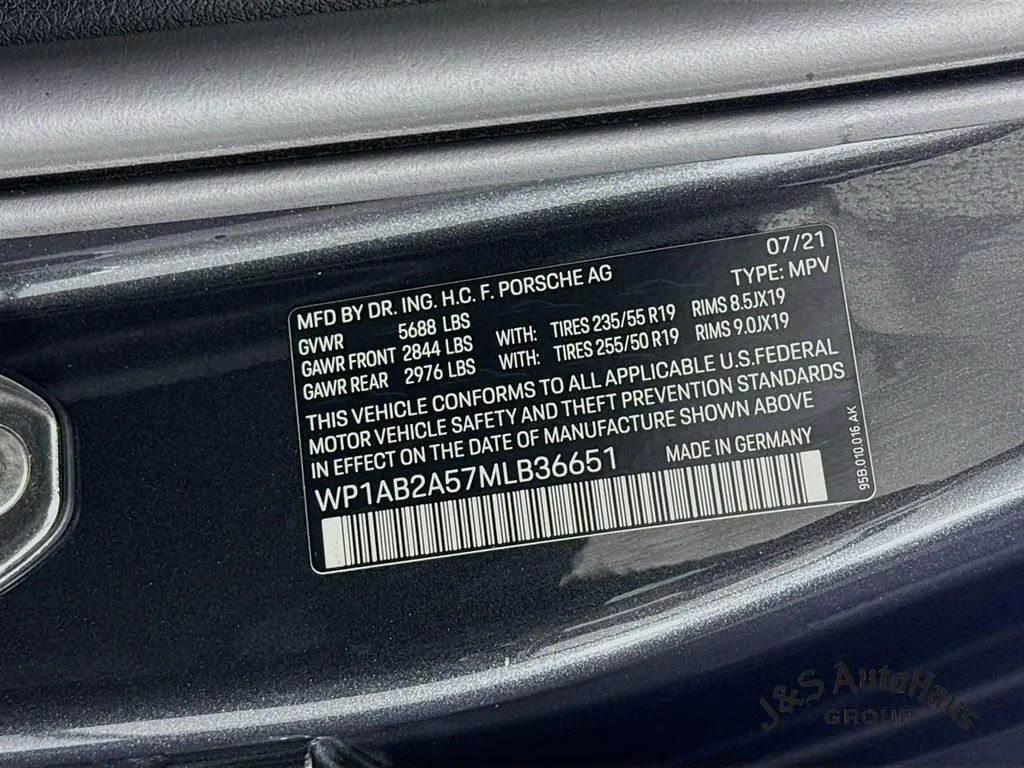 07/21
MFD BY DR. ING. H.C. F. PORSCHE AG
TYPE: MPV
GVWR 5688 LBS
GAWR FRONT 2844 LBS WITH: TIRES 235/55 R19 RIMS 8.5JX19
GAWR REAR 2976 LBS WITH: TIRES 255/50 R19 RIMS 9.0JX19
THIS VEHICLE CONFORMS TO ALL APPLICABLE U.S.FEDERAL
MOTOR VEHICLE SAFETY AND THEFT PREVENTION STANDARDS
IN EFFECT ON THE DATE OF MANUFACTURE SHOWN ABOVE
WP1AB2A57MLB36651 MADE IN GERMANY
95B.010.016.AK
J&S AutoHaus
GROUP